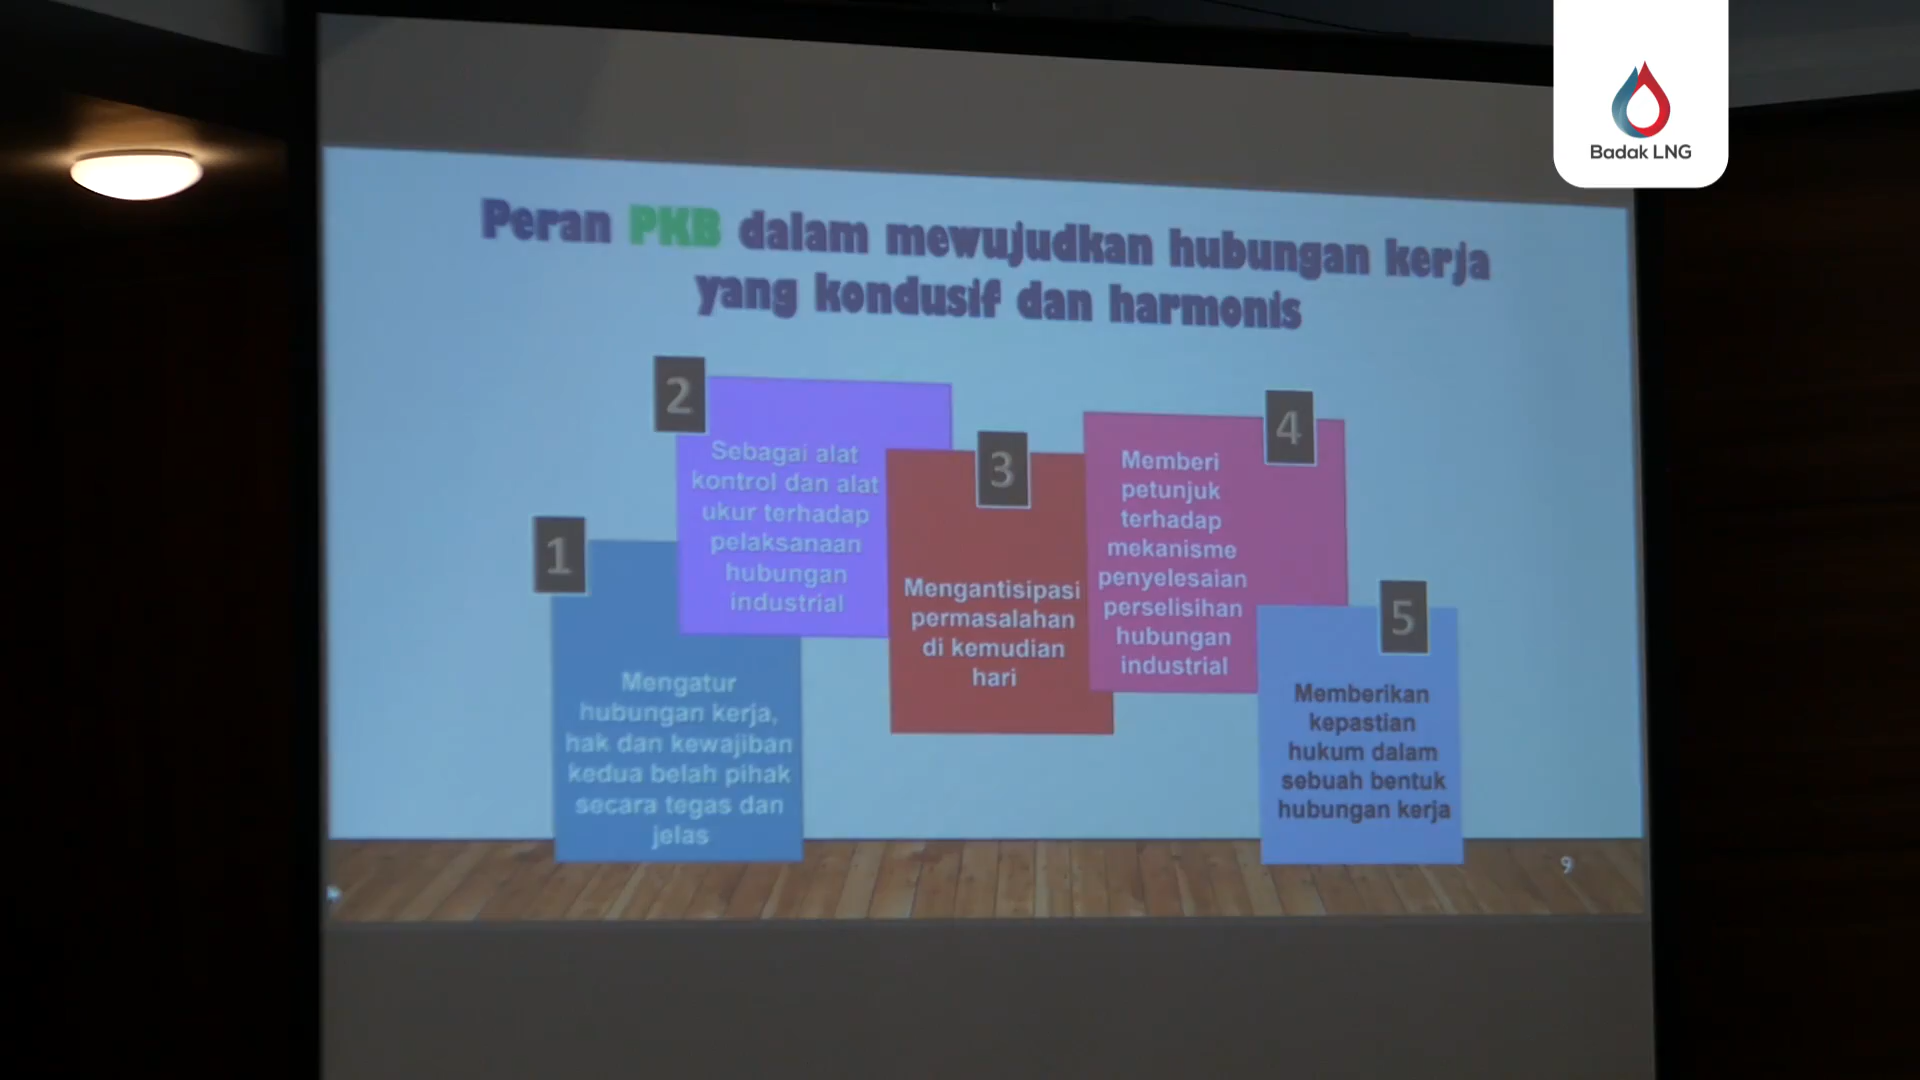 Badak LNG
Peran PKB dalam mewujudkan hubungan kerja
yang kondusif dan harmonis
1
Mengatur
hubungan kerja,
hak dan kewajiban
kedua belah pihak
secara tegas dan
jelas
2
Sebagai alat
kontrol dan alat
ukur terhadap
pelaksanaan
hubungan
industrial
3
Mengantisipasi
permasalahan
di kemudian
hari
4
Memberi
petunjuk
terhadap
mekanisme
penyelesaian
perselisihan
hubungan
industrial
5
Memberikan
kepastian
hukum dalam
sebuah bentuk
hubungan kerja
9